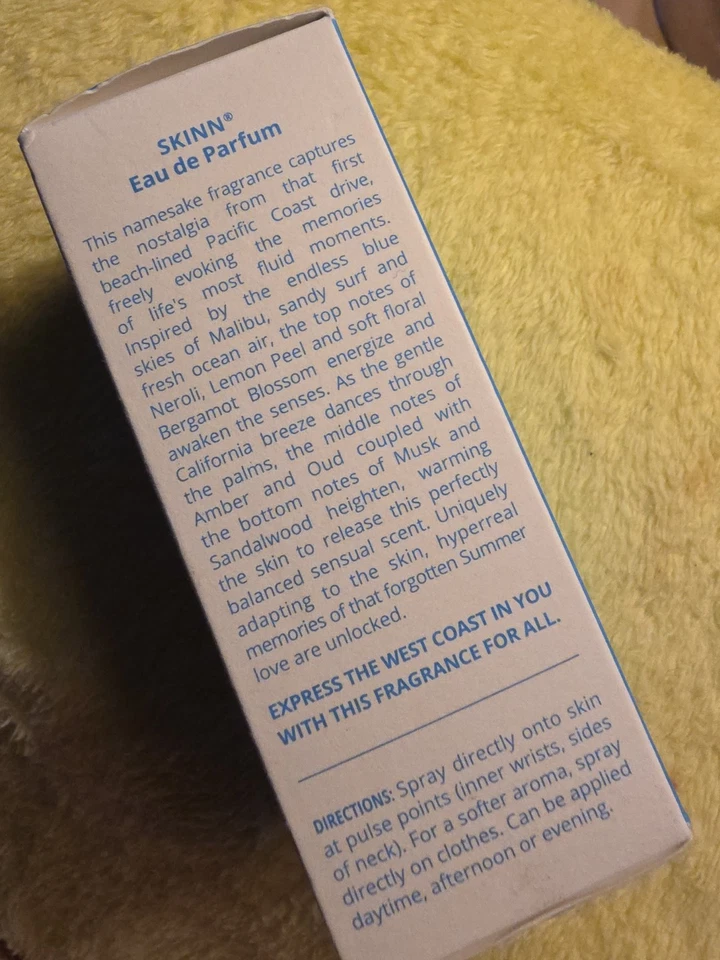 SKINN®
Eau de Parfum
This namesake fragrance captures
the nostalgia from that first
beach-lined Pacific Coast drive,
freely evoking the memories
of life's most fluid moments.
Inspired by the endless blue
skies of Malibu, sandy surf and
fresh ocean air, the top notes of
Neroli, Lemon Peel and soft floral
Bergamot Blossom energize and
awaken the senses. As the gentle
California breeze dances through
the palms, the middle notes of
Amber and Oud coupled with
the bottom notes of Musk and
Sandalwood heighten, warming
the skin to release this perfectly
balanced sensual scent. Uniquely
adapting to the skin, hyperreal
memories of that forgotten Summer
love are unlocked.
EXPRESS THE WEST COAST IN YOU
WITH THIS FRAGRANCE FOR ALL.
DIRECTIONS: Spray directly onto skin
at pulse points (inner wrists, sides
of neck). For a softer aroma, spray
directly on clothes. Can be applied
daytime, afternoon or evening.